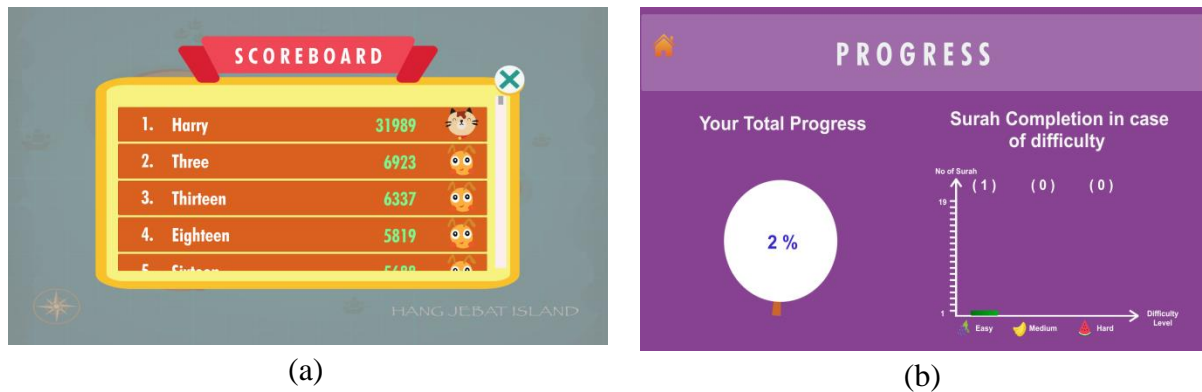 SCOREBOARD
1. Harry 31989
2. Three 6923
3. Thirteen 6337
4. Eighteen 5819
5.
HANG JEBAT ISLAND
(a)
PROGRESS
Your Total Progress
2 %
Surah Completion in case
of difficulty
No of Surah
(1) (0) (0)
19
1
Easy Medium Hard
Difficulty
Level
(b)